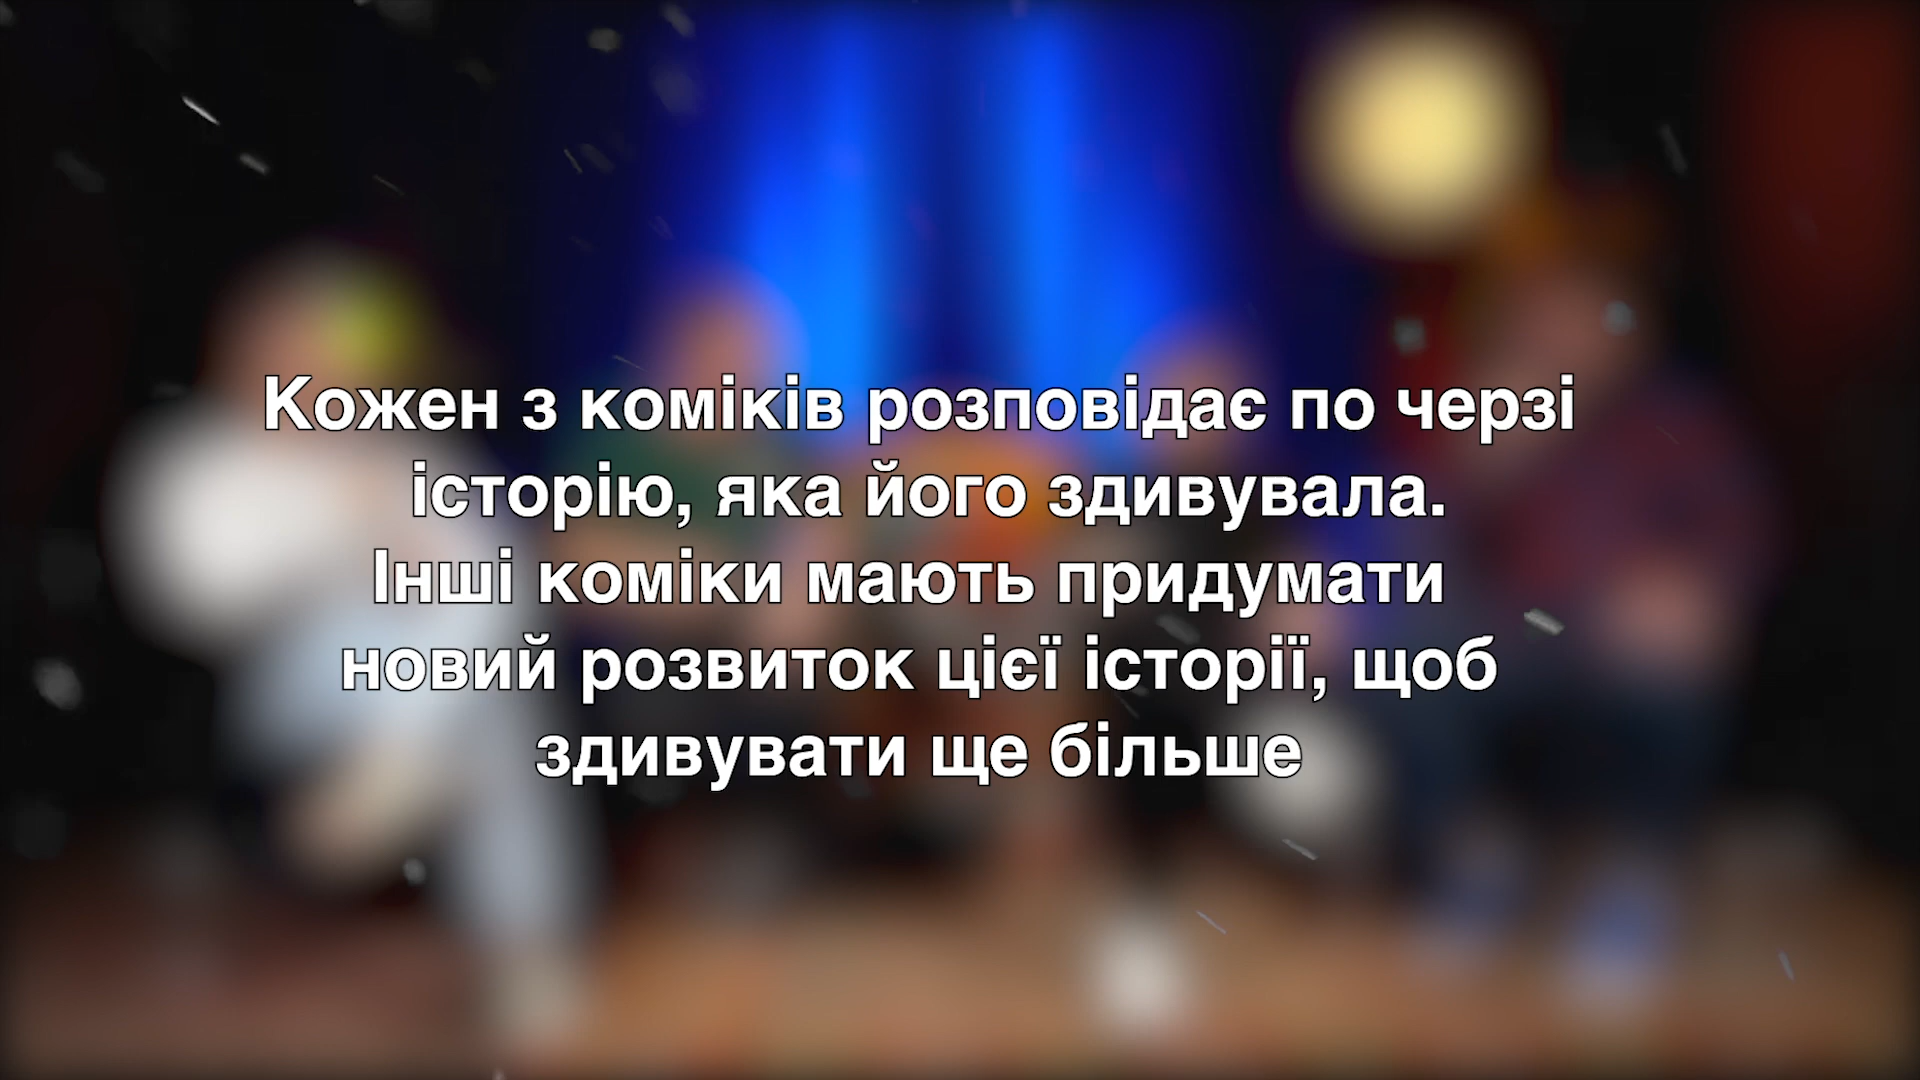 Кожен з коміків розповідає по черзі
історію, яка його здивувала.
Інші коміки мають придумати
новий розвиток цієї історії, щоб
здивувати ще більше